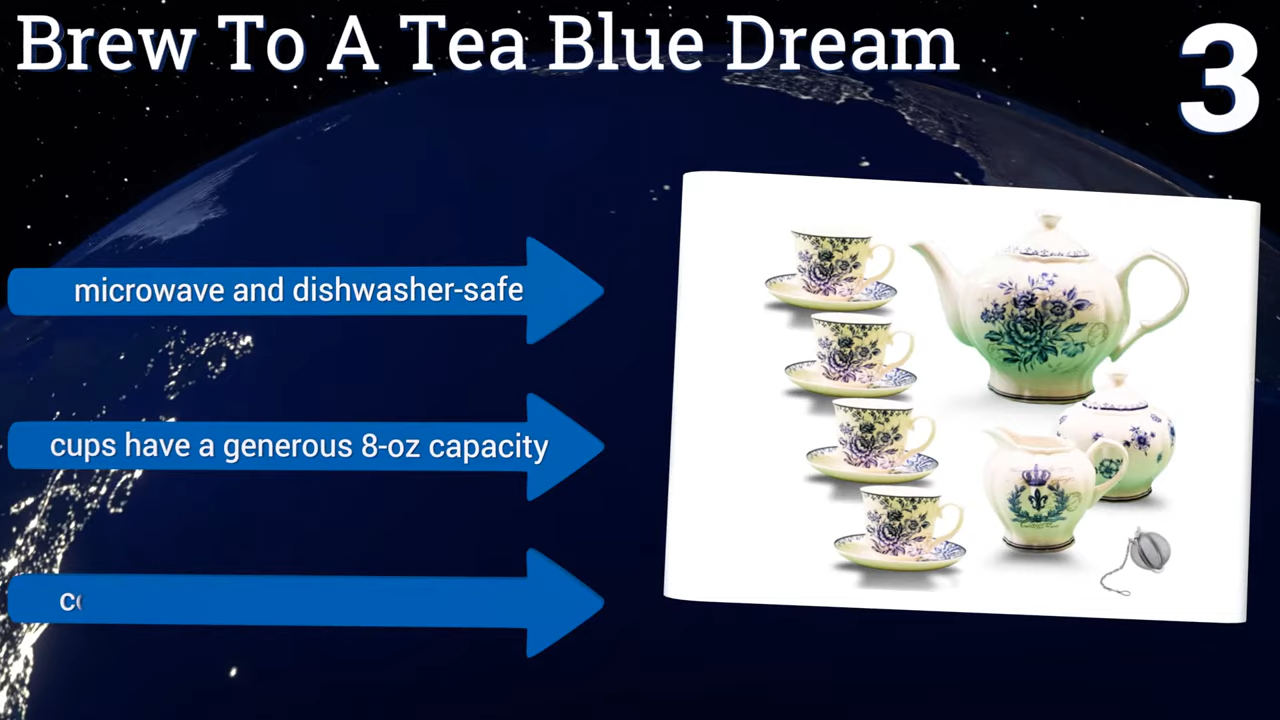 Brew To A Tea Blue Dream
3
microwave and dishwasher-safe
cups have a generous 8-oz capacity